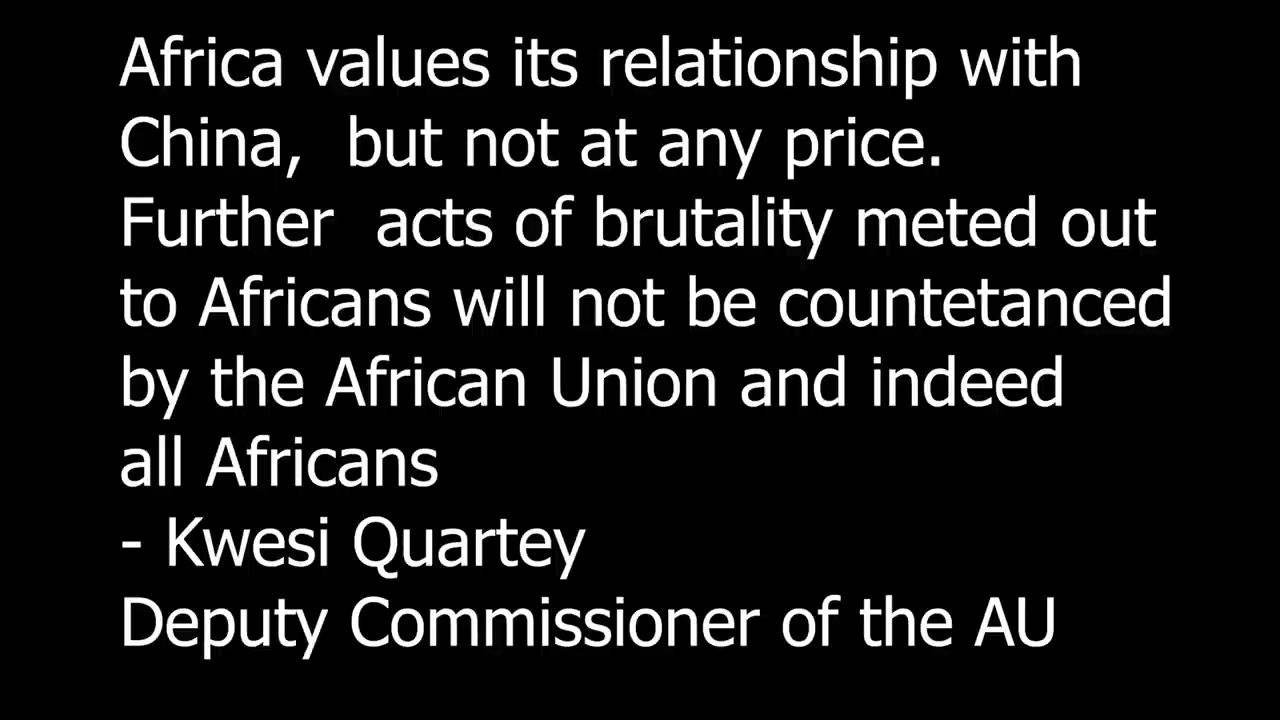 Africa values its relationship with
China,  but not at any price.
Further  acts of brutality meted out
to Africans will not be countetanced
by the African Union and indeed
all Africans
- Kwesi Quartey
Deputy Commissioner of the AU